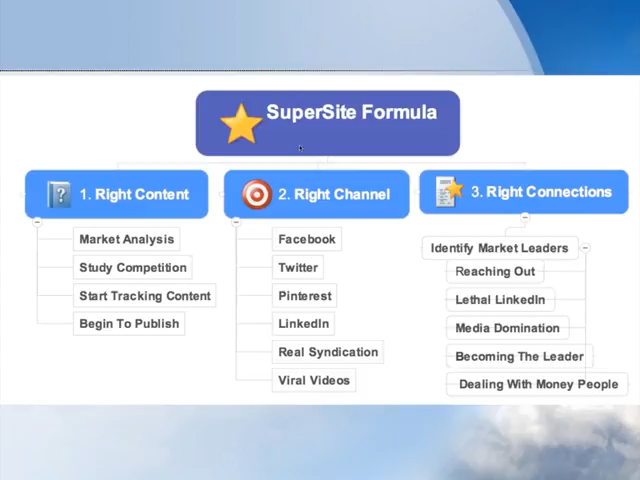 SuperSite Formula
1. Right Content
Market Analysis
Study Competition
Start Tracking Content
Begin To Publish
2. Right Channel
Facebook
Twitter
Pinterest
LinkedIn
Real Syndication
Viral Videos
3. Right Connections
Identify Market Leaders
Reaching Out
Lethal LinkedIn
Media Domination
Becoming The Leader
Dealing With Money People